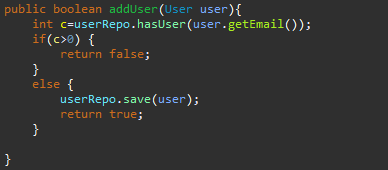 public boolean addUser(User user){
    int c=userRepo.hasUser(user.getEmail());
    if(c>0) {
        return false;
    }
    else {
        userRepo.save(user);
        return true;
    }

}